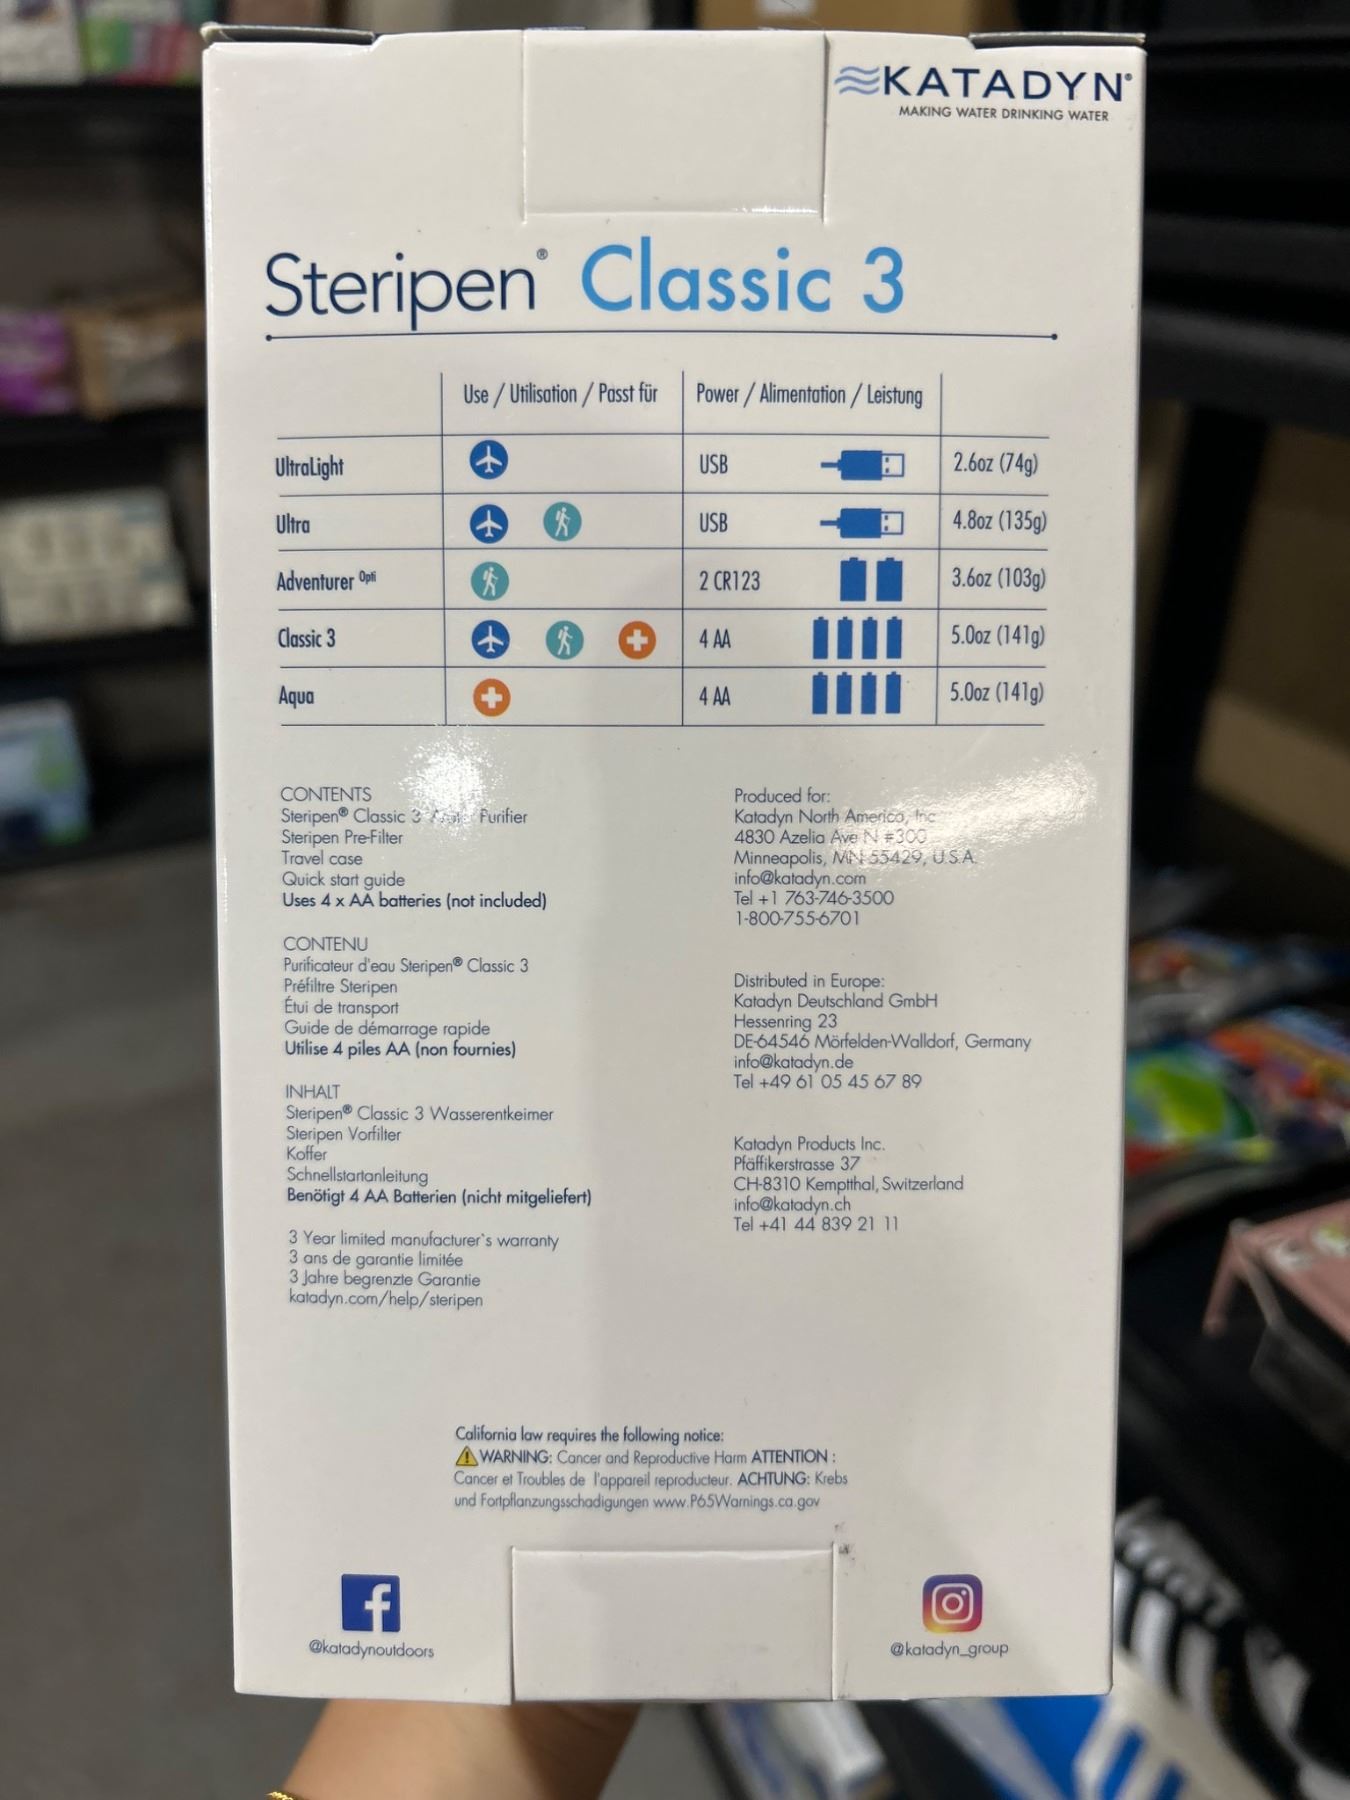 KATADYN®
MAKING WATER DRINKING WATER
Steripen® Classic 3
Use / Utilisation / Passt für Power / Alimentation / Leistung
UltraLight USB 2.6oz (74g)
Ultra USB 4.8oz (135g)
Adventurer Opti 2 CR123 3.6oz (103g)
Classic 3 4 AA 5.0oz (141g)
Aqua 4 AA 5.0oz (141g)
CONTENTS
Steripen® Classic 3 Purifier
Steripen Pre-Filter
Travel case
Quick start guide
Uses 4 x AA batteries (not included)
CONTENU
Purificateur d'eau Steripen® Classic 3
Préfiltre Steripen
Étui de transport
Guide de démarrage rapide
Utilise 4 piles AA (non fournies)
INHALT
Steripen® Classic 3 Wasserentkeimer
Steripen Vorfilter
Koffer
Schnellstartanleitung
Benötigt 4 AA Batterien (nicht mitgeliefert)
3 Year limited manufacturer`s warranty
3 ans de garantie limitée
3 Jahre begrenzte Garantie
katadyn.com/help/steripen
Produced for:
Katadyn North America, Inc
4830 Azelia Ave N #300
Minneapolis, MN 55429, U.S.A.
info@katadyn.com
Tel +1 763-746-3500
1-800-755-6701
Distributed in Europe:
Katadyn Deutschland GmbH
Hessenring 23
DE-64546 Mörfelden-Walldorf, Germany
info@katadyn.de
Tel +49 61 05 45 67 89
Katadyn Products Inc.
Pfäffikerstrasse 37
CH-8310 Kemptthal, Switzerland
info@katadyn.ch
Tel +41 44 839 21 11
California law requires the following notice:
WARNING: Cancer and Reproductive Harm ATTENTION :
Cancer et Troubles de l'appareil reproducteur. ACHTUNG: Krebs
und Fortpflanzungsschadigungen www.P65Warnings.ca.gov
@katadynoutdoors
@katadyn_group